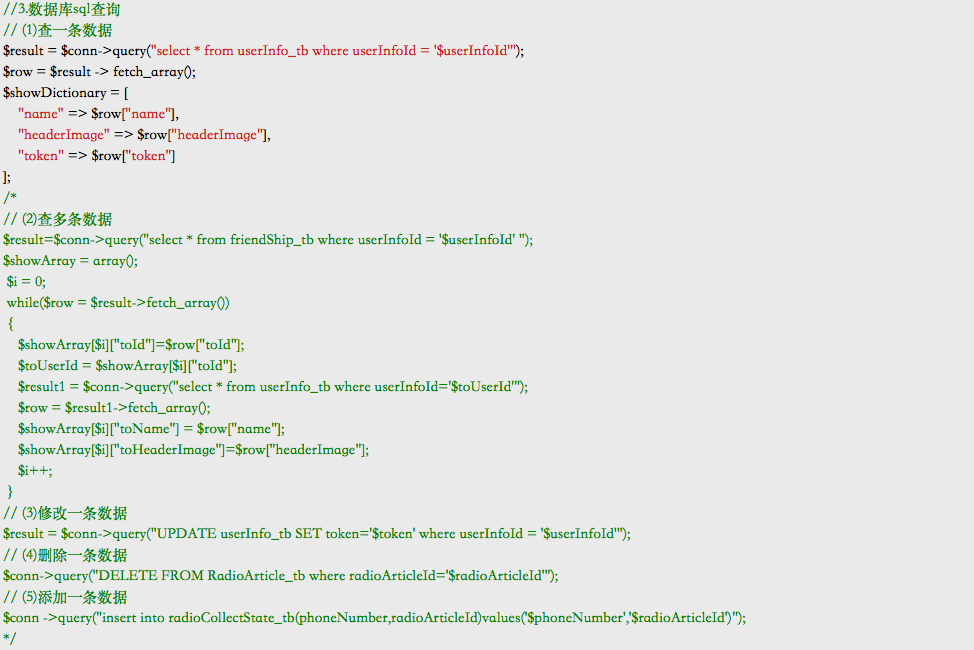 //3.数据库sql查询
// (1)查一条数据
$result = $conn->query("select * from userInfo_tb where userInfoId = '$userInfoId'");
$row = $result -> fetch_array();
$showDictionary = [
"name" => $row["name"],
"headerImage" => $row["headerImage"],
"token" => $row["token"]
];
/*
// (2)查多条数据
$result=$conn->query("select * from friendShip_tb where userInfoId = '$userInfoId' ");
$showArray = array();
$i = 0;
while($row = $result->fetch_array())
{
$showArray[$i]["toId"]=$row["toId"];
$toUserId = $showArray[$i]["toId"];
$result1 = $conn->query("select * from userInfo_tb where userInfoId='$toUserId'");
$row = $result1->fetch_array();
$showArray[$i]["toName"] = $row["name"];
$showArray[$i]["toHeaderImage"]=$row["headerImage"];
$i++;
}
// (3)修改一条数据
$result = $conn->query("UPDATE userInfo_tb SET token='$token' where userInfoId = '$userInfoId'");
// (4)删除一条数据
$conn->query("DELETE FROM RadioArticle_tb where radioArticleId='$radioArticleId'");
// (5)添加一条数据
$conn ->query("insert into radioCollectState_tb(phoneNumber,radioArticleId)values('$phoneNumber','$radioArticleId')");
*/